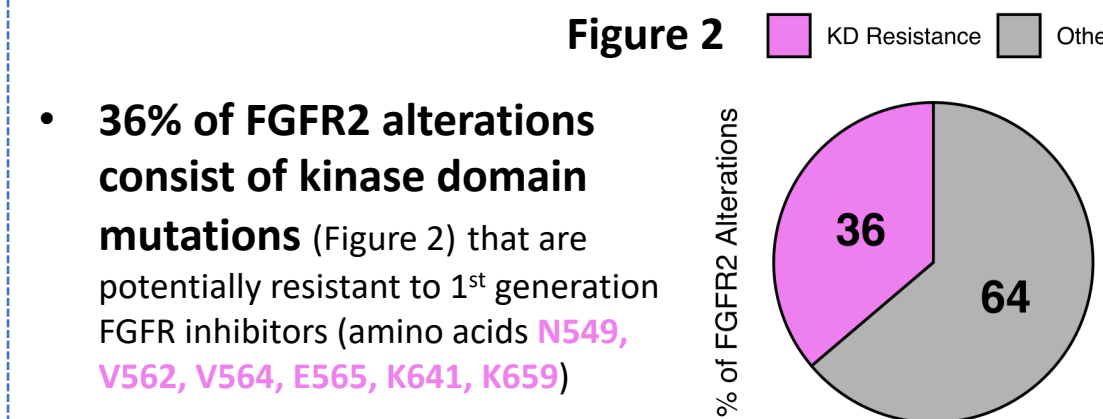 Figure 2
KD Resistance
Othe
• 36% of FGFR2 alterations
consist of kinase domain
mutations (Figure 2) that are
potentially resistant to 1st generation
FGFR inhibitors (amino acids N549,
V562, V564, E565, K641, K659)
% of FGFR2 Alterations
36
64